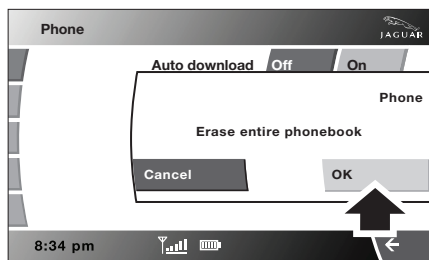 Phone
JAGUAR
Auto download Off On
Phone
Erase entire phonebook
Cancel OK
8:34 pm